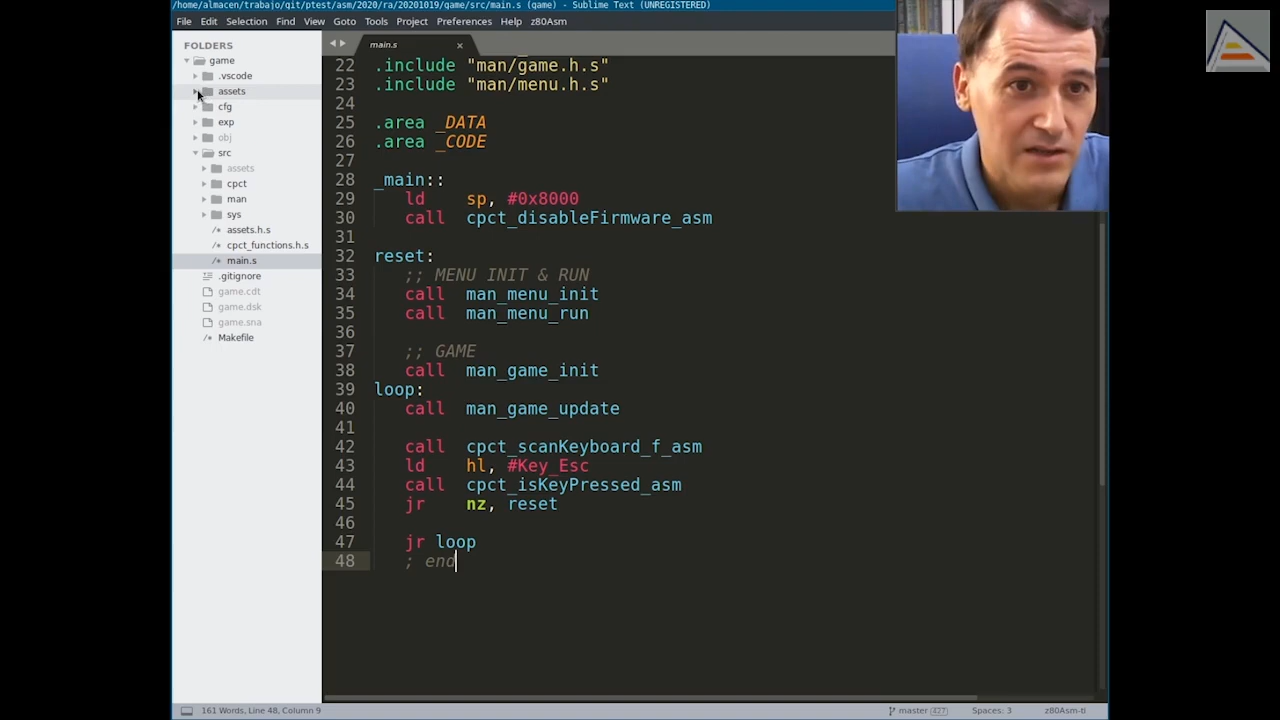 /home/almacen/trabajo/git/ptest/asm/2020/ra/20201019/game/src/main.s (game) - Sublime Text (UNREGISTERED)
File Edit Selection Find View Goto Tools Project Preferences Help z80Asm
FOLDERS
game
.vscode
assets
cfg
exp
obj
src
assets
cpct
man
sys
assets.h.s
cpct_functions.h.s
main.s
.gitignore
game.cdt
game.dsk
game.sna
Makefile
main.s
22 .include "man/game.h.s"
23 .include "man/menu.h.s"
24
25 .area _DATA
26 .area _CODE
27
28 _main::
29 ld sp, #0x8000
30 call cpct_disableFirmware_asm
31
32 reset:
33 ;; MENU INIT & RUN
34 call man_menu_init
35 call man_menu_run
36
37 ;; GAME
38 call man_game_init
39 loop:
40 call man_game_update
41
42 call cpct_scanKeyboard_f_asm
43 ld hl, #Key_Esc
44 call cpct_isKeyPressed_asm
45 jr nz, reset
46
47 jr loop
48 ; end
161 Words, Line 48, Column 9
master 427
Spaces: 3
z80Asm-ti